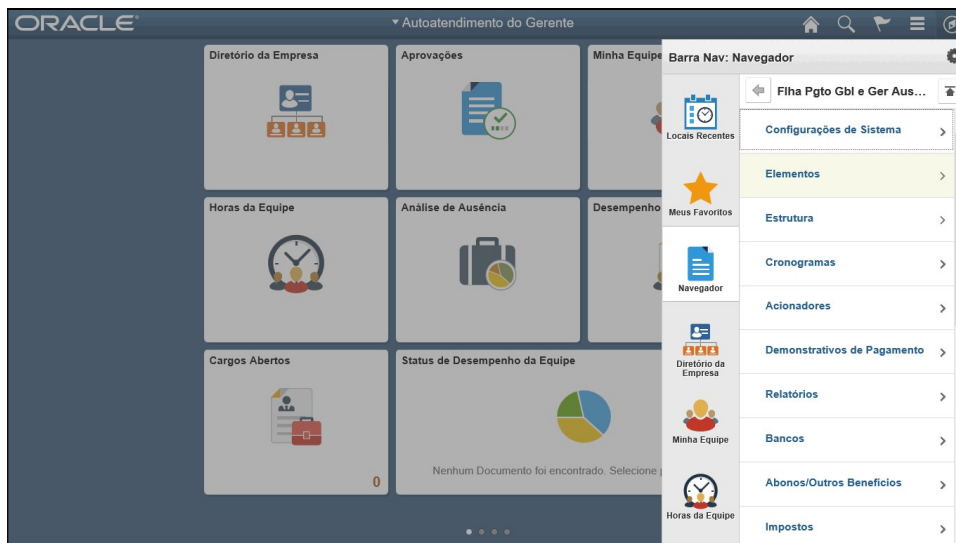 ORACLE
Autoatendimento do Gerente
Diretório da Empresa
Aprovações
Minha Equipe
Horas da Equipe
Análise de Ausência
Desempenho
Cargos Abertos
0
Status de Desempenho da Equipe
Nenhum Documento foi encontrado. Selecione
Barra Nav: Navegador
Locais Recentes
Meus Favoritos
Navegador
Diretório da
Empresa
Minha Equipe
Horas da Equipe
Flha Pgto Gbl e Ger Aus...
Configurações de Sistema
Elementos
Estrutura
Cronogramas
Acionadores
Demonstrativos de Pagamento
Relatórios
Bancos
Abonos/Outros Benefícios
Impostos